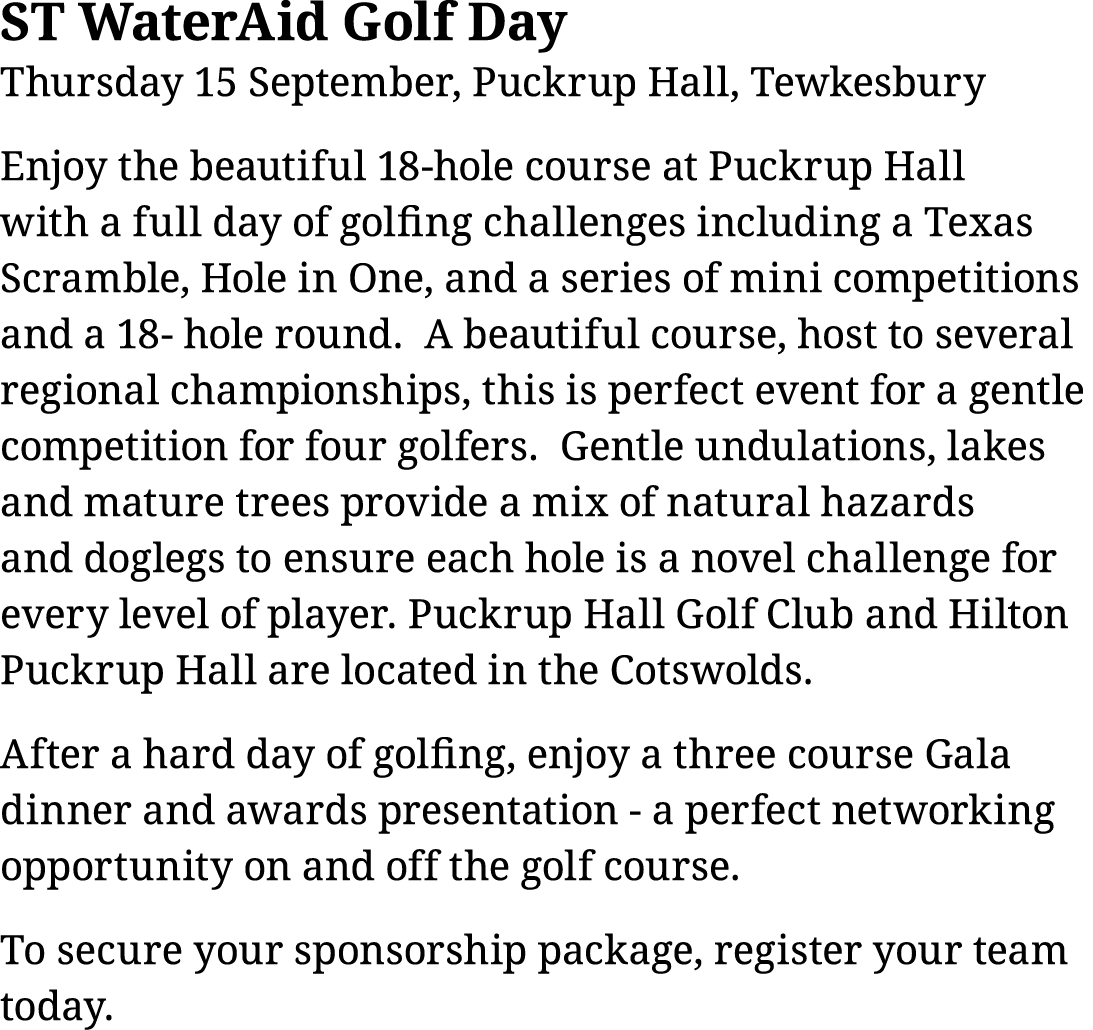 ST WaterAid Golf Day
Thursday 15 September, Puckrup Hall, Tewkesbury
Enjoy the beautiful 18-hole course at Puckrup Hall
with a full day of golfing challenges including a Texas
Scramble, Hole in One, and a series of mini competitions
and a 18- hole round.  A beautiful course, host to several
regional championships, this is perfect event for a gentle
competition for four golfers.  Gentle undulations, lakes
and mature trees provide a mix of natural hazards
and doglegs to ensure each hole is a novel challenge for
every level of player. Puckrup Hall Golf Club and Hilton
Puckrup Hall are located in the Cotswolds.
After a hard day of golfing, enjoy a three course Gala
dinner and awards presentation - a perfect networking
opportunity on and off the golf course.
To secure your sponsorship package, register your team
today.